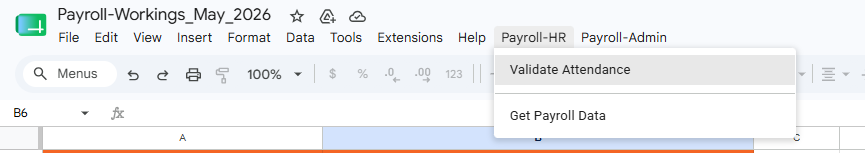 Payroll-Workings_May_2026
File Edit View Insert Format Data Tools Extensions Help Payroll-HR Payroll-Admin
Menus 100% $ % .0 .00 123
Validate Attendance
Get Payroll Data
B6 fx
A B C